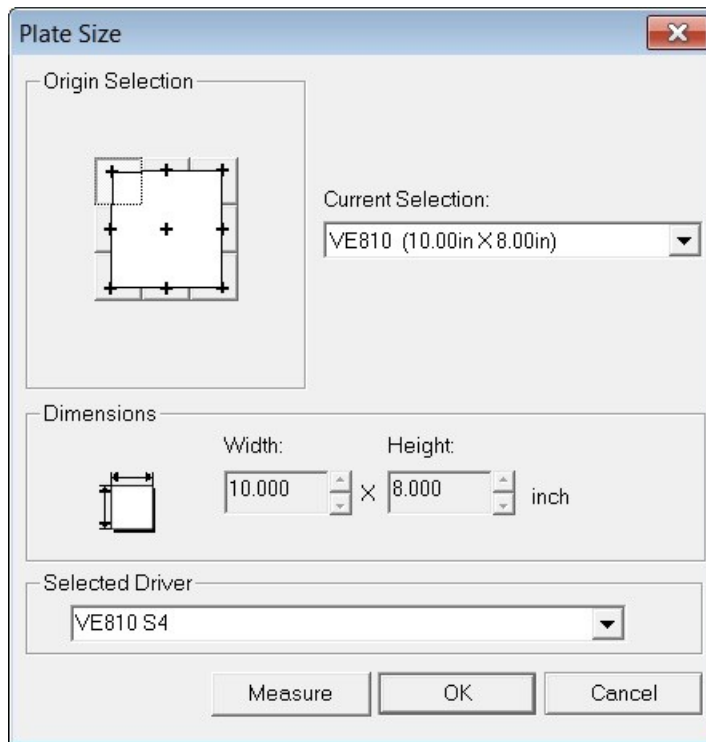 Plate Size
Origin Selection
Current Selection:
VE810 (10.00in X 8.00in)
Dimensions
Width: Height:
10.000 X 8.000 inch
Selected Driver
VE810 S4
Measure OK Cancel